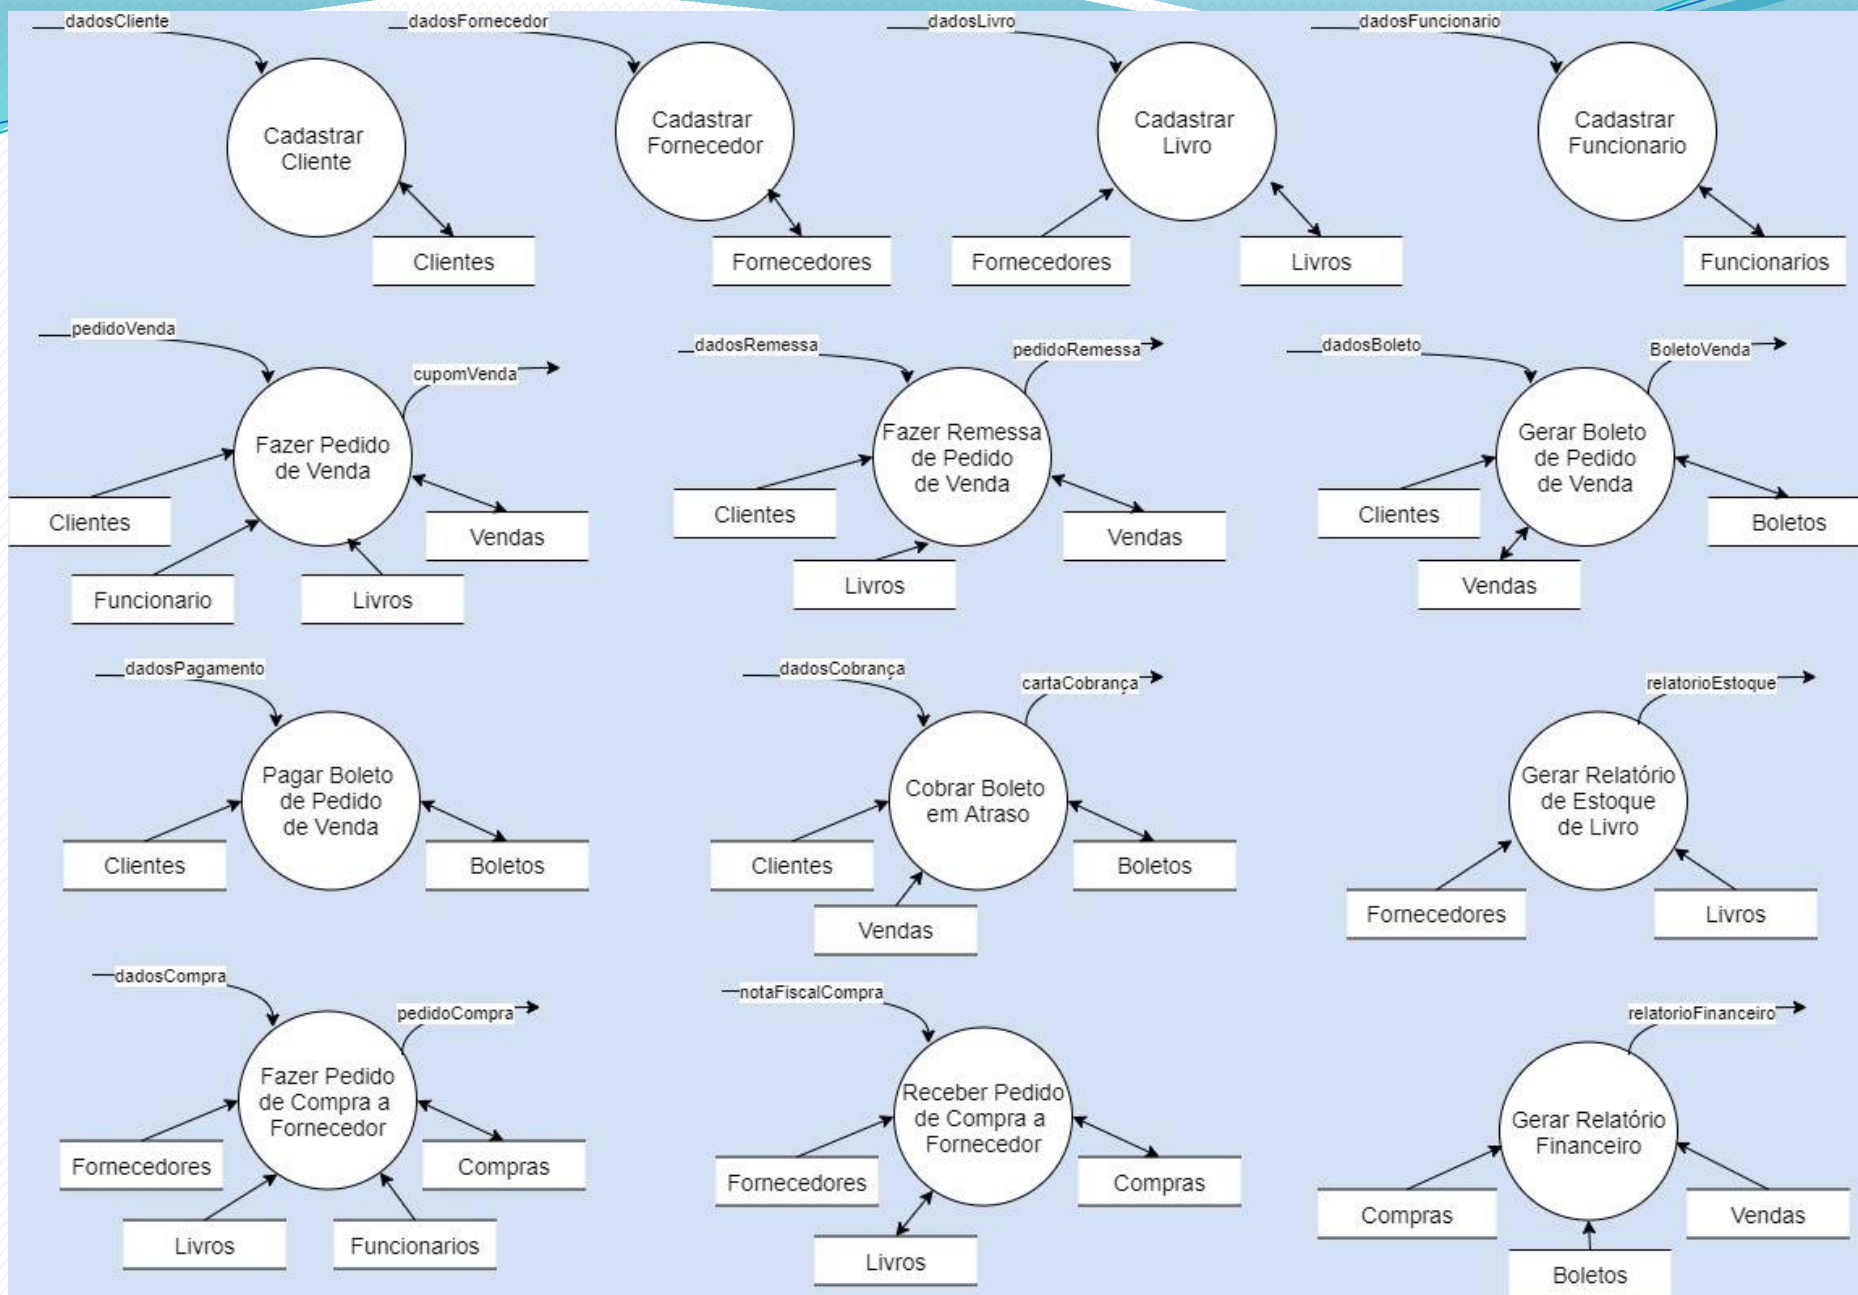 dadosCliente
dadosFornecedor
dadosLivro
dadosFuncionario
Cadastrar
Cliente
Cadastrar
Fornecedor
Cadastrar
Livro
Cadastrar
Funcionario
Clientes
Fornecedores
Fornecedores
Livros
Funcionarios
pedidoVenda
cupomVenda
Fazer Pedido
de Venda
Clientes
Vendas
Funcionario
Livros
dadosRemessa
pedidoRemessa
Fazer Remessa
de Pedido
de Venda
Clientes
Vendas
Livros
dadosBoleto
BoletoVenda
Gerar Boleto
de Pedido
de Venda
Clientes
Boletos
Vendas
dadosPagamento
Pagar Boleto
de Pedido
de Venda
Clientes
Boletos
dadosCobrança
cartaCobrança
Cobrar Boleto
em Atraso
Clientes
Boletos
Vendas
relatorioEstoque
Gerar Relatório
de Estoque
de Livro
Fornecedores
Livros
dadosCompra
pedidoCompra
Fazer Pedido
de Compra a
Fornecedor
Fornecedores
Compras
Livros
Funcionarios
notaFiscalCompra
Receber Pedido
de Compra a
Fornecedor
Fornecedores
Compras
Livros
relatorioFinanceiro
Gerar Relatório
Financeiro
Compras
Vendas
Boletos